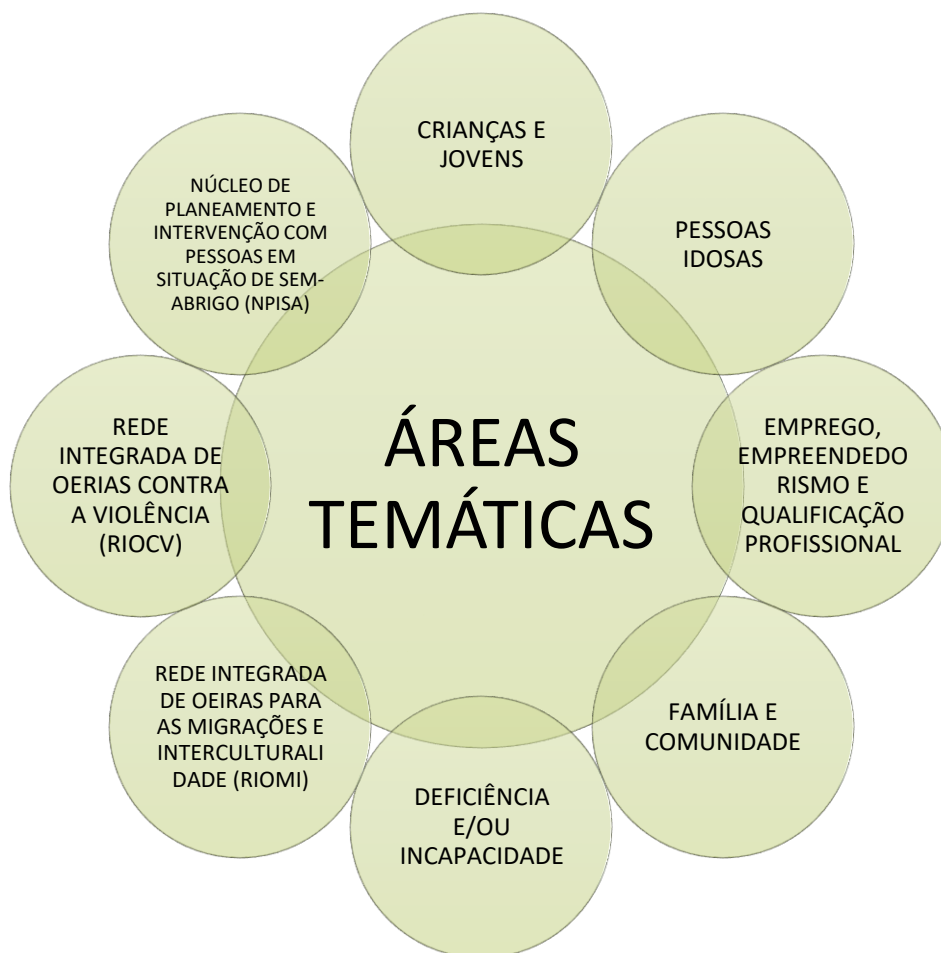 CRIANÇAS E
JOVENS
PESSOAS
IDOSAS
EMPREGO,
EMPREENDEDO
RISMO E
QUALIFICAÇÃO
PROFISSIONAL
FAMÍLIA E
COMUNIDADE
DEFICIÊNCIA
E/OU
INCAPACIDADE
REDE INTEGRADA
DE OEIRAS PARA
AS MIGRAÇÕES E
INTERCULTURALI
DADE (RIOMI)
REDE
INTEGRADA DE
OERIAS CONTRA
A VIOLÊNCIA
(RIOCV)
NÚCLEO DE
PLANEAMENTO E
INTERVENÇÃO COM
PESSOAS EM
SITUAÇÃO DE SEM-
ABRIGO (NPISA)
ÁREAS
TEMÁTICAS